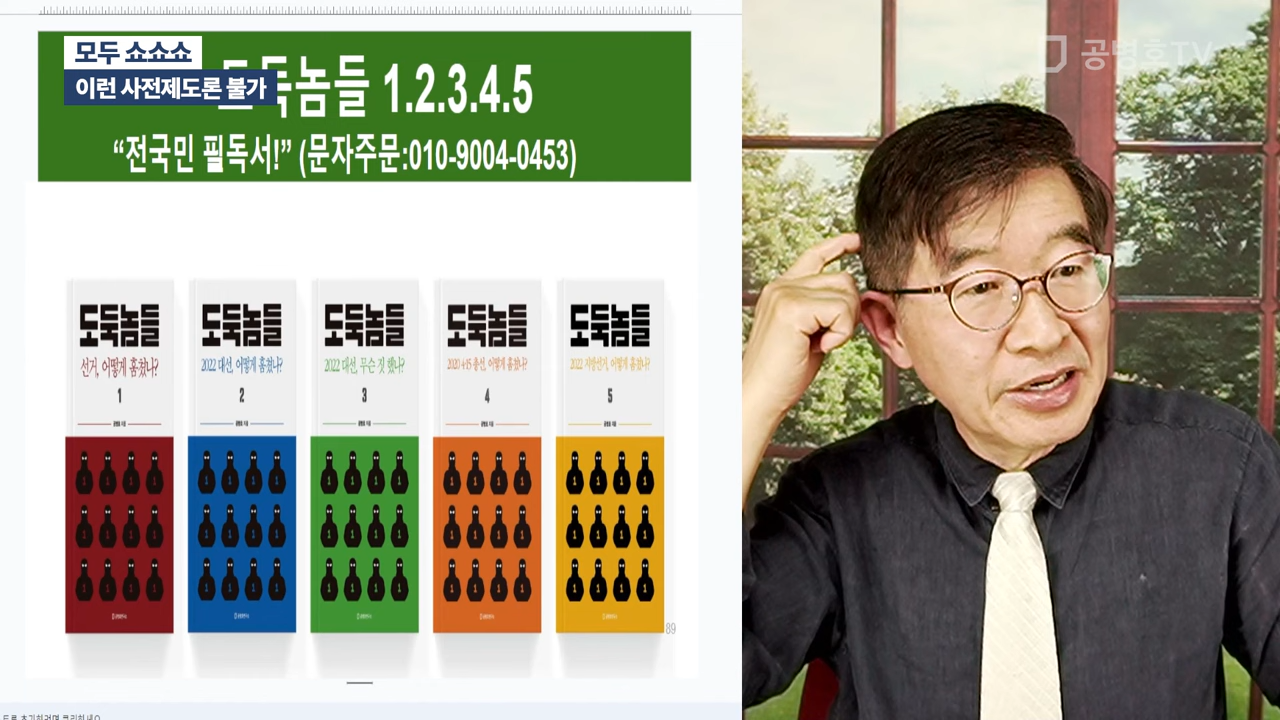 모두 쇼쇼쇼
이런 사전제도론 불가
도둑놈들 1.2.3.4.5
“전국민 필독서!” (문자주문:010-9004-0453)
공병호TV
도둑놈들
선거, 어떻게 훔쳤나?
1
도둑놈들
2022 대선, 어떻게 훔쳤나?
2
도둑놈들
2022 대선, 무슨 짓 했나?
3
도둑놈들
2020 4·15 총선, 어떻게 훔쳤나?
4
도둑놈들
2022 지방선거, 어떻게 훔쳤나?
5
89